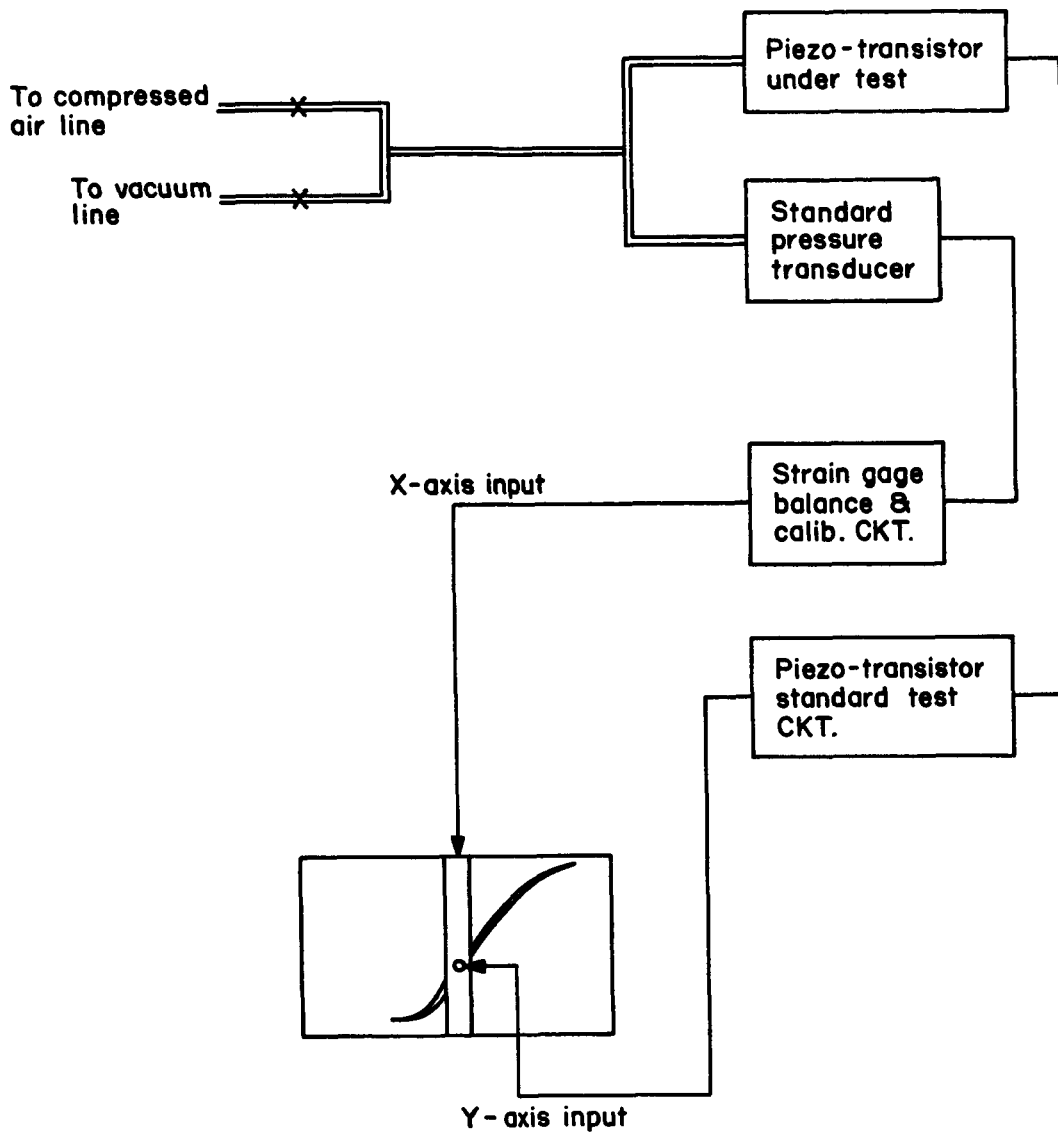 Piezo-transistor
under test
To compressed
air line
To vacuum
line
Standard
pressure
transducer
X-axis input
Strain gage
balance &
calib. CKT.
Piezo-transistor
standard test
CKT.
Y-axis input